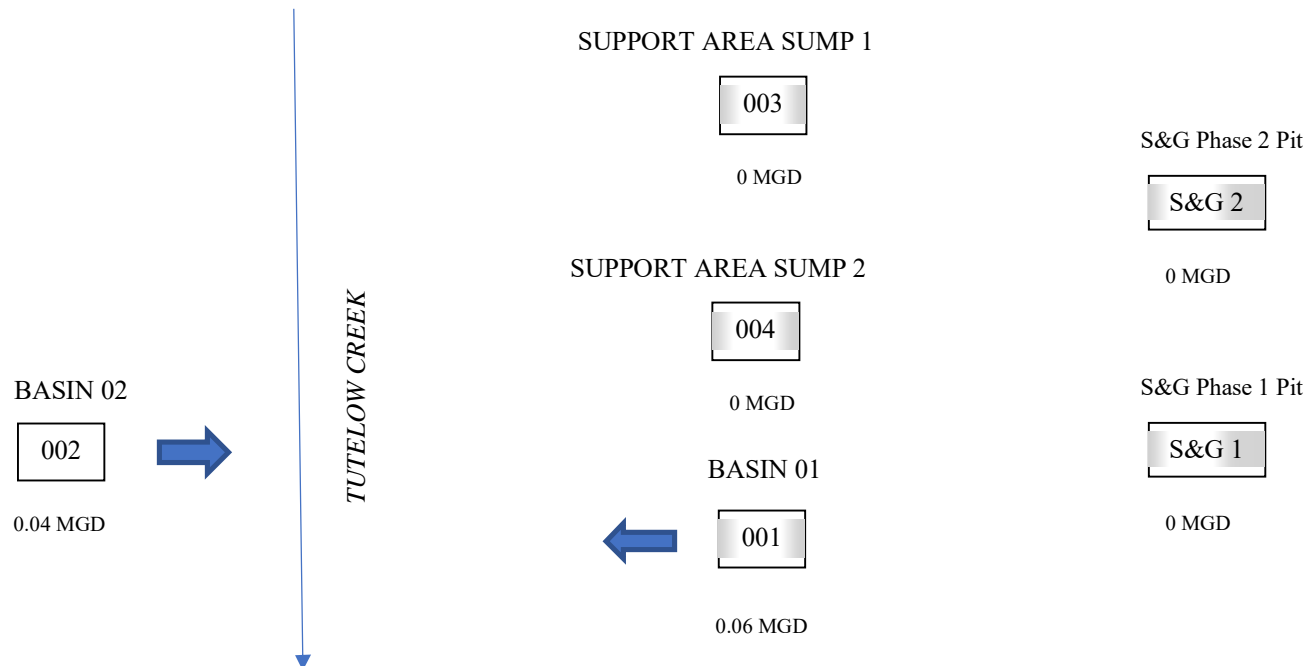 SUPPORT AREA SUMP 1
003
0 MGD
S&G Phase 2 Pit
S&G 2
0 MGD
SUPPORT AREA SUMP 2
004
0 MGD
TUTELOW CREEK
BASIN 02
002
0.04 MGD
S&G Phase 1 Pit
S&G 1
0 MGD
BASIN 01
001
0.06 MGD